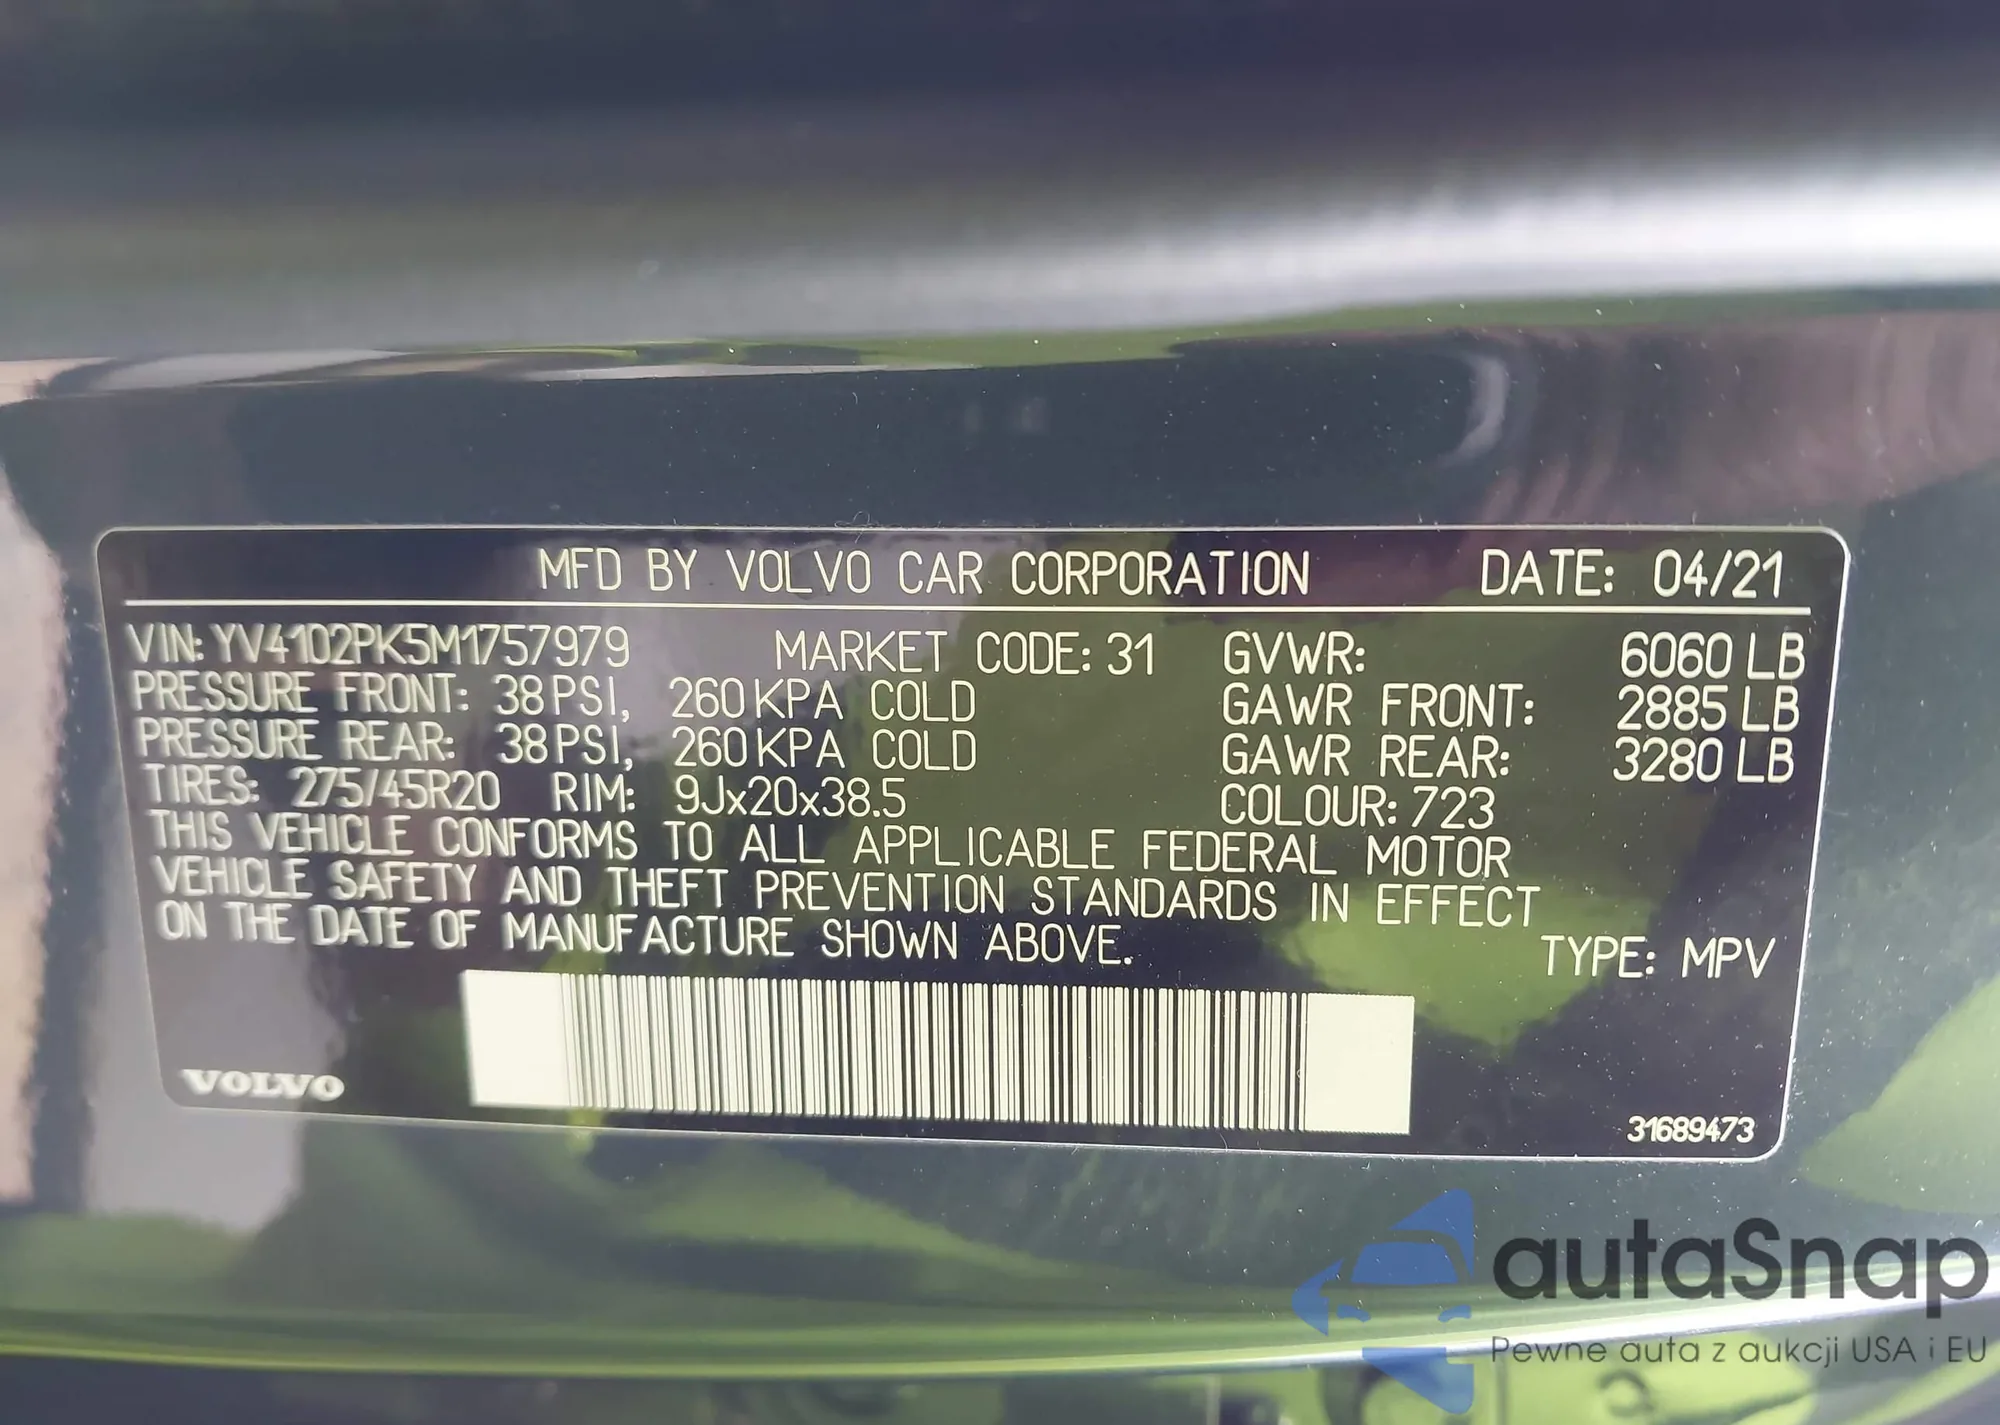 MFD BY VOLVO CAR CORPORATION DATE: 04/21
VIN: YV4102PK5M1757979 MARKET CODE: 31 GVWR: 6060 LB
PRESSURE FRONT: 38 PSI, 260 KPA COLD GAWR FRONT: 2885 LB
PRESSURE REAR: 38 PSI, 260 KPA COLD GAWR REAR: 3280 LB
TIRES: 275/45R20 RIM: 9Jx20x38.5 COLOUR: 723
THIS VEHICLE CONFORMS TO ALL APPLICABLE FEDERAL MOTOR
VEHICLE SAFETY AND THEFT PREVENTION STANDARDS IN EFFECT
ON THE DATE OF MANUFACTURE SHOWN ABOVE.
TYPE: MPV
VOLVO
31689473
autaSnap
Pewne auta z aukcji USA i EU